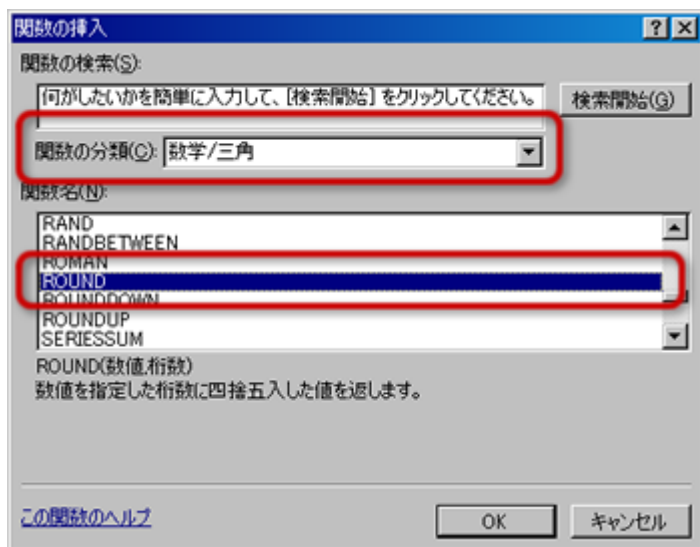 関数の挿入
関数の検索(S):
何がしたいかを簡単に入力して、[検索開始] をクリックしてください。
検索開始(G)
関数の分類(C): 数学/三角
関数名(N):
RAND
RANDBETWEEN
ROMAN
ROUND
ROUNDDOWN
ROUNDUP
SERIESSUM
ROUND(数値,桁数)
数値を指定した桁数に四捨五入した値を返します。
この関数のヘルプ
OK
キャンセル